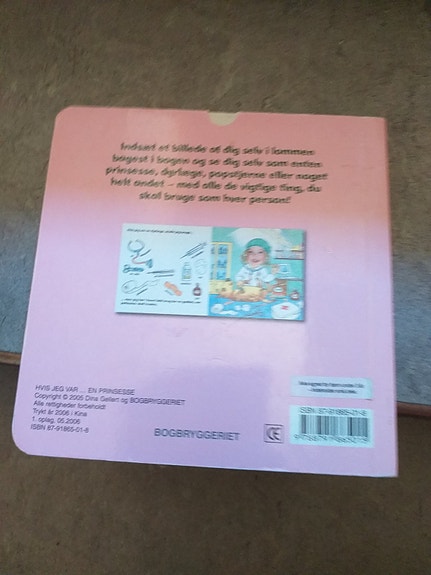 Indsæt et billede af dig selv i lommen
bagest i bogen og se dig selv som enten
prinsesse, dyrlæge, popstjerne eller noget
helt andet – med alle de vigtige ting, du
skal bruge som hver person!
HVIS JEG VAR ... EN PRINSESSE
Copyright © 2005 Dina Gellert og BOGBRYGGERIET
Alle rettigheder forbeholdt
Trykt år 2006 i Kina
1. oplag, 05.2006
ISBN 87-91865-01-8
BOGBRYGGERIET
CE
ISBN 87-91865-01-8